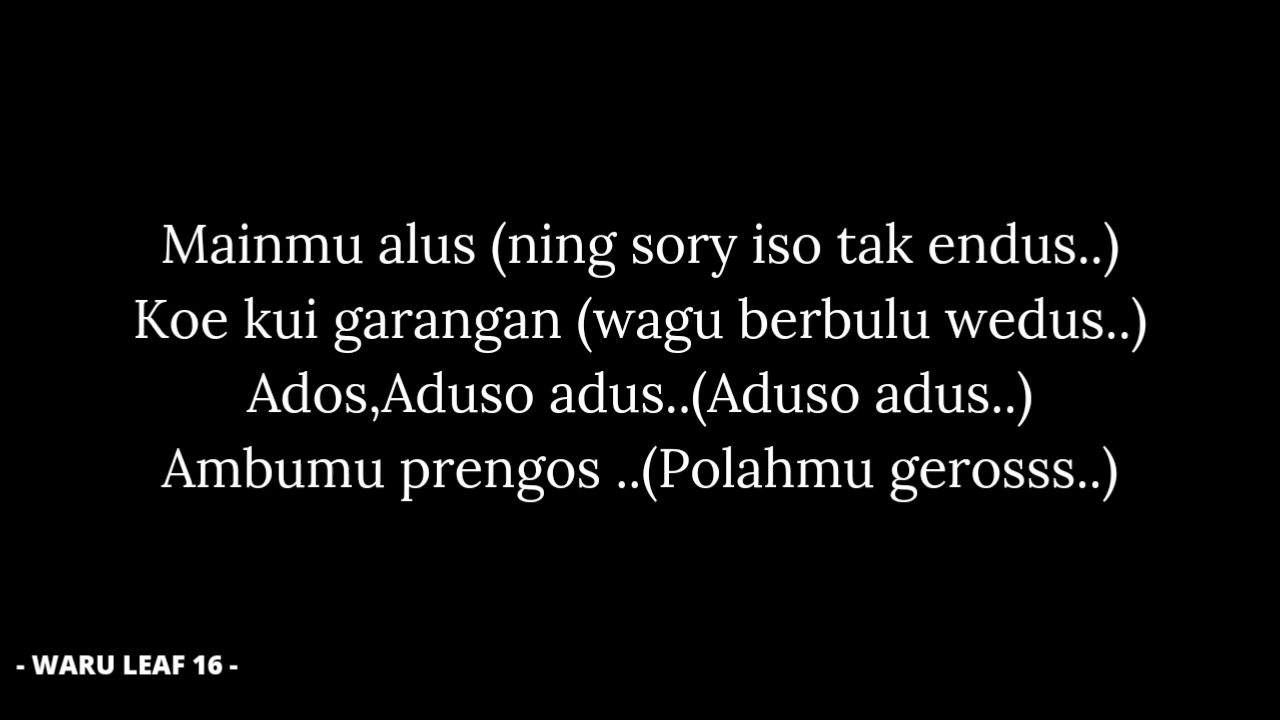 Mainmu alus (ning sory iso tak endus..)
Koe kui garangan (wagu berbulu wedus..)
Ados,Aduso adus..(Aduso adus..)
Ambumu prengos ..(Polahmu gerosss..)
- WARU LEAF 16 -